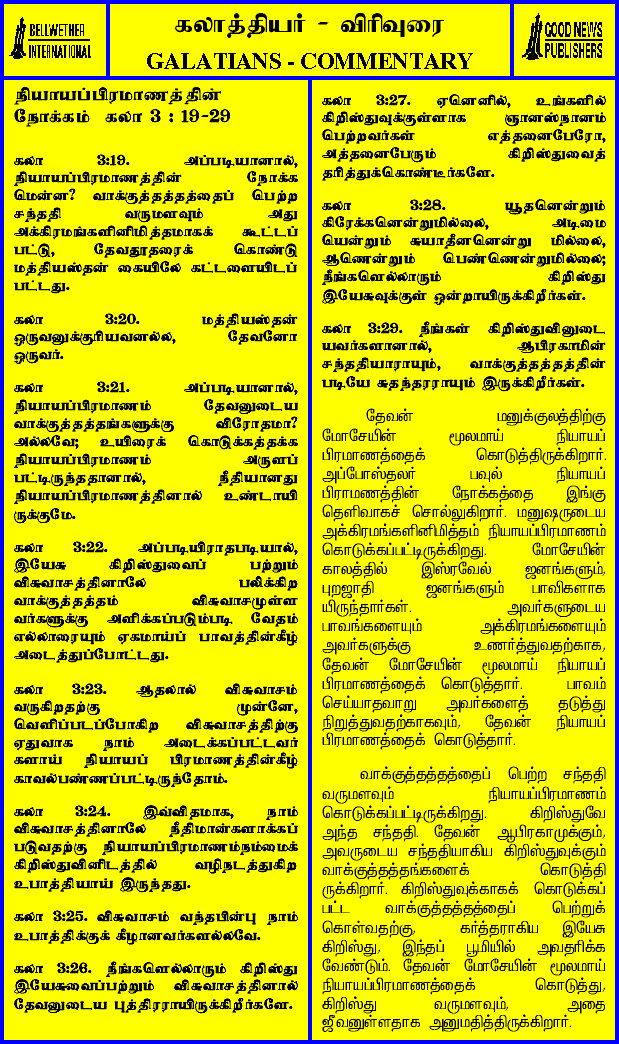 BELLWETHER
INTERNATIONAL
கலாத்தியர் - விரிவுரை
GALATIANS - COMMENTARY
GOOD NEWS
PUBLISHERS
நியாயப்பிரமாணத்தின்
நோக்கம் கலா 3 : 19-29
கலா 3:19. அப்படியானால்,
நியாயப்பிரமாணத்தின் நோக்க
மென்ன? வாக்குத்தத்தத்தைப் பெற்ற
சந்ததி வருமளவும் அது
அக்கிரமங்களினிமித்தமாகக் கூட்டப்
பட்டு, தேவதூதரைக் கொண்டு
மத்தியஸ்தன் கையிலே கட்டளையிடப்
பட்டது.
கலா 3:20. மத்தியஸ்தன்
ஒருவனுக்குரியவனல்ல, தேவனோ
ஒருவர்.
கலா 3:21. அப்படியானால்,
நியாயப்பிரமாணம் தேவனுடைய
வாக்குத்தத்தங்களுக்கு விரோதமா?
அல்லவே; உயிரைக் கொடுக்கத்தக்க
நியாயப்பிரமாணம் அருளப்
பட்டிருந்ததானால், நீதியானது
நியாயப்பிரமாணத்தினால் உண்டாயி
ருக்குமே.
கலா 3:22. அப்படியிராதபடியால்,
இயேசு கிறிஸ்துவைப் பற்றும்
விசுவாசத்தினாலே பலிக்கிற
வாக்குத்தத்தம் விசுவாசமுள்ள
வர்களுக்கு அளிக்கப்படும்படி வேதம்
எல்லாரையும் ஏகமாய்ப் பாவத்தின்கீழ்
அடைத்துப்போட்டது.
கலா 3:23. ஆதலால் விசுவாசம்
வருகிறதற்கு முன்னே,
வெளிப்படப்போகிற விசுவாசத்திற்கு
ஏதுவாக நாம் அடைக்கப்பட்டவர்
களாய் நியாயப் பிரமாணத்தின்கீழ்
காவல்பண்ணப்பட்டிருந்தோம்.
கலா 3:24. இவ்விதமாக, நாம்
விசுவாசத்தினாலே நீதிமான்களாக்கப்
படுவதற்கு நியாயப்பிரமாணம்நம்மைக்
கிறிஸ்துவினிடத்தில் வழிநடத்துகிற
உபாத்தியாய் இருந்தது.
கலா 3:25. விசுவாசம் வந்தபின்பு நாம்
உபாத்திக்குக் கீழானவர்களல்லவே.
கலா 3:26. நீங்களெல்லாரும் கிறிஸ்து
இயேசுவைப்பற்றும் விசுவாசத்தினால்
தேவனுடைய புத்திரராயிருக்கிறீர்களே.
கலா 3:27. ஏனெனில், உங்களில்
கிறிஸ்துவுக்குள்ளாக ஞானஸ்நானம்
பெற்றவர்கள் எத்தனைபேரோ,
அத்தனைபேரும் கிறிஸ்துவைத்
தரித்துக்கொண்டீர்களே.
கலா 3:28. யூதனென்றும்
கிரேக்கனென்றுமில்லை, அடிமை
யென்றும் சுயாதீனனென்று மில்லை,
ஆணென்றும் பெண்ணென்றுமில்லை;
நீங்களெல்லாரும் கிறிஸ்து
இயேசுவுக்குள் ஒன்றாயிருக்கிறீர்கள்.
கலா 3:29. நீங்கள் கிறிஸ்துவினுடை
யவர்களானால், ஆபிரகாமின்
சந்ததியாராயும், வாக்குத்தத்தத்தின்
படியே சுதந்தரராயும் இருக்கிறீர்கள்.
தேவன் மனுக்குலத்திற்கு
மோசேயின் மூலமாய் நியாயப்
பிரமாணத்தைக் கொடுத்திருக்கிறார்.
அப்போஸ்தலர் பவுல் நியாயப்
பிராமணத்தின் நோக்கத்தை இங்கு
தெளிவாகச் சொல்லுகிறார். மனுஷருடைய
அக்கிரமங்களினிமித்தம் நியாயப்பிரமாணம்
கொடுக்கப்பட்டிருக்கிறது. மோசேயின்
காலத்தில் இஸ்ரவேல் ஜனங்களும்,
புறஜாதி ஜனங்களும் பாவிகளாக
யிருந்தார்கள். அவர்களுடைய
பாவங்களையும் அக்கிரமங்களையும்
அவர்களுக்கு உணர்த்துவதற்காக,
தேவன் மோசேயின் மூலமாய் நியாயப்
பிரமாணத்தைக் கொடுத்தார். பாவம்
செய்யாதவாறு அவர்களைத் தடுத்து
நிறுத்துவதற்காகவும், தேவன் நியாயப்
பிரமாணத்தைக் கொடுத்தார்.
வாக்குத்தத்தத்தைப் பெற்ற சந்ததி
வருமளவும் நியாயப்பிரமாணம்
கொடுக்கப்பட்டிருக்கிறது. கிறிஸ்துவே
அந்த சந்ததி. தேவன் ஆபிரகாமுக்கும்,
அவருடைய சந்ததியாகிய கிறிஸ்துவுக்கும்
வாக்குத்தத்தங்களைக் கொடுத்தி
ருக்கிறார். கிறிஸ்துவுக்காகக் கொடுக்கப்
பட்ட வாக்குத்தத்தத்தைப் பெற்றுக்
கொள்வதற்கு, கர்த்தராகிய இயேசு
கிறிஸ்து, இந்தப் பூமியில் அவதரிக்க
வேண்டும். தேவன் மோசேயின் மூலமாய்
நியாயப்பிரமாணத்தைக் கொடுத்து,
கிறிஸ்து வருமளவும், அதை
ஜீவனுள்ளதாக அனுமதித்திருக்கிறார்.